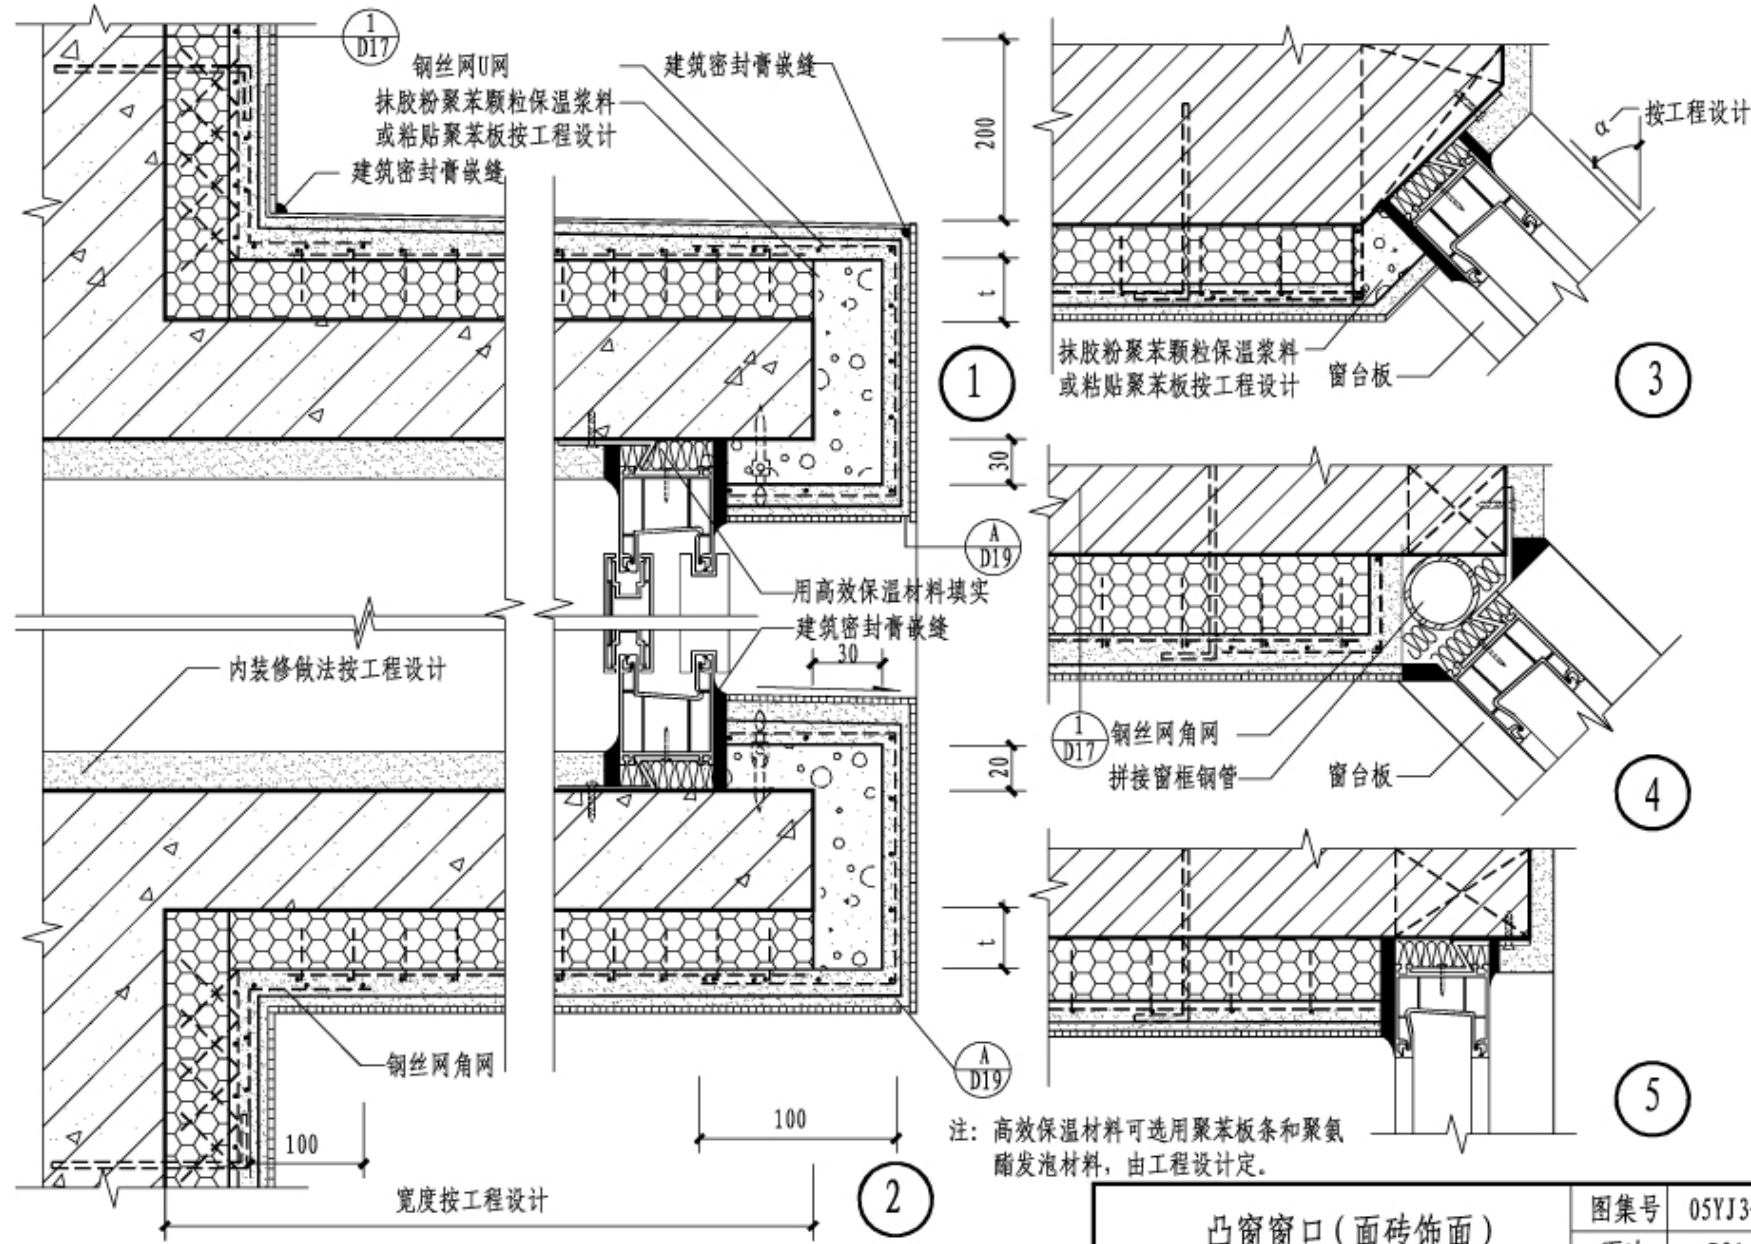 1
D17
钢丝网U网
抹胶粉聚苯颗粒保温浆料
或粘贴聚苯板按工程设计
建筑密封膏嵌缝
建筑密封膏嵌缝
200
t
1
30
A
D19
用高效保温材料填实
建筑密封膏嵌缝
30
内装修做法按工程设计
20
t
钢丝网角网
A
D19
100
100
宽度按工程设计
2
α
按工程设计
抹胶粉聚苯颗粒保温浆料
或粘贴聚苯板按工程设计
窗台板
3
1
D17
钢丝网角网
拼接窗框钢管
窗台板
4
5
注：高效保温材料可选用聚苯板条和聚氨
酯发泡材料，由工程设计定。
凸窗窗口（面砖饰面）
图集号
05YJ3-